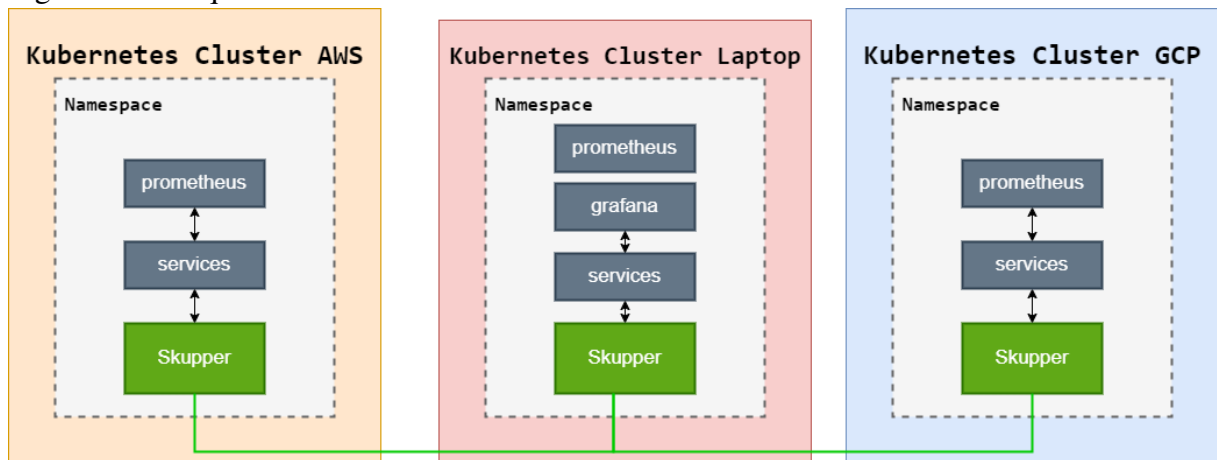 Kubernetes Cluster AWS
Namespace
prometheus
services
Skupper
Kubernetes Cluster Laptop
Namespace
prometheus
grafana
services
Skupper
Kubernetes Cluster GCP
Namespace
prometheus
services
Skupper